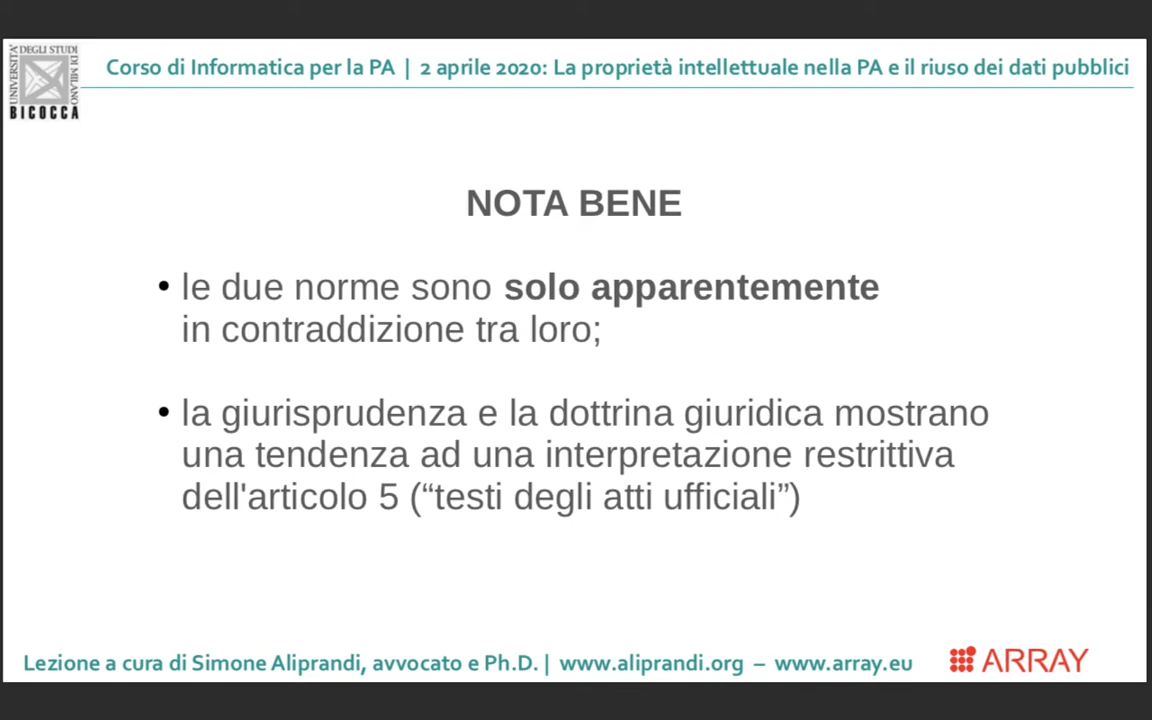 UNIVERSITÀ DEGLI STUDI DI MILANO
BICOCCA
Corso di Informatica per la PA | 2 aprile 2020: La proprietà intellettuale nella PA e il riuso dei dati pubblici
NOTA BENE
• le due norme sono solo apparentemente
in contraddizione tra loro;
• la giurisprudenza e la dottrina giuridica mostrano
una tendenza ad una interpretazione restrittiva
dell'articolo 5 (“testi degli atti ufficiali”)
Lezione a cura di Simone Aliprandi, avvocato e Ph.D. | www.aliprandi.org – www.array.eu
ARRAY